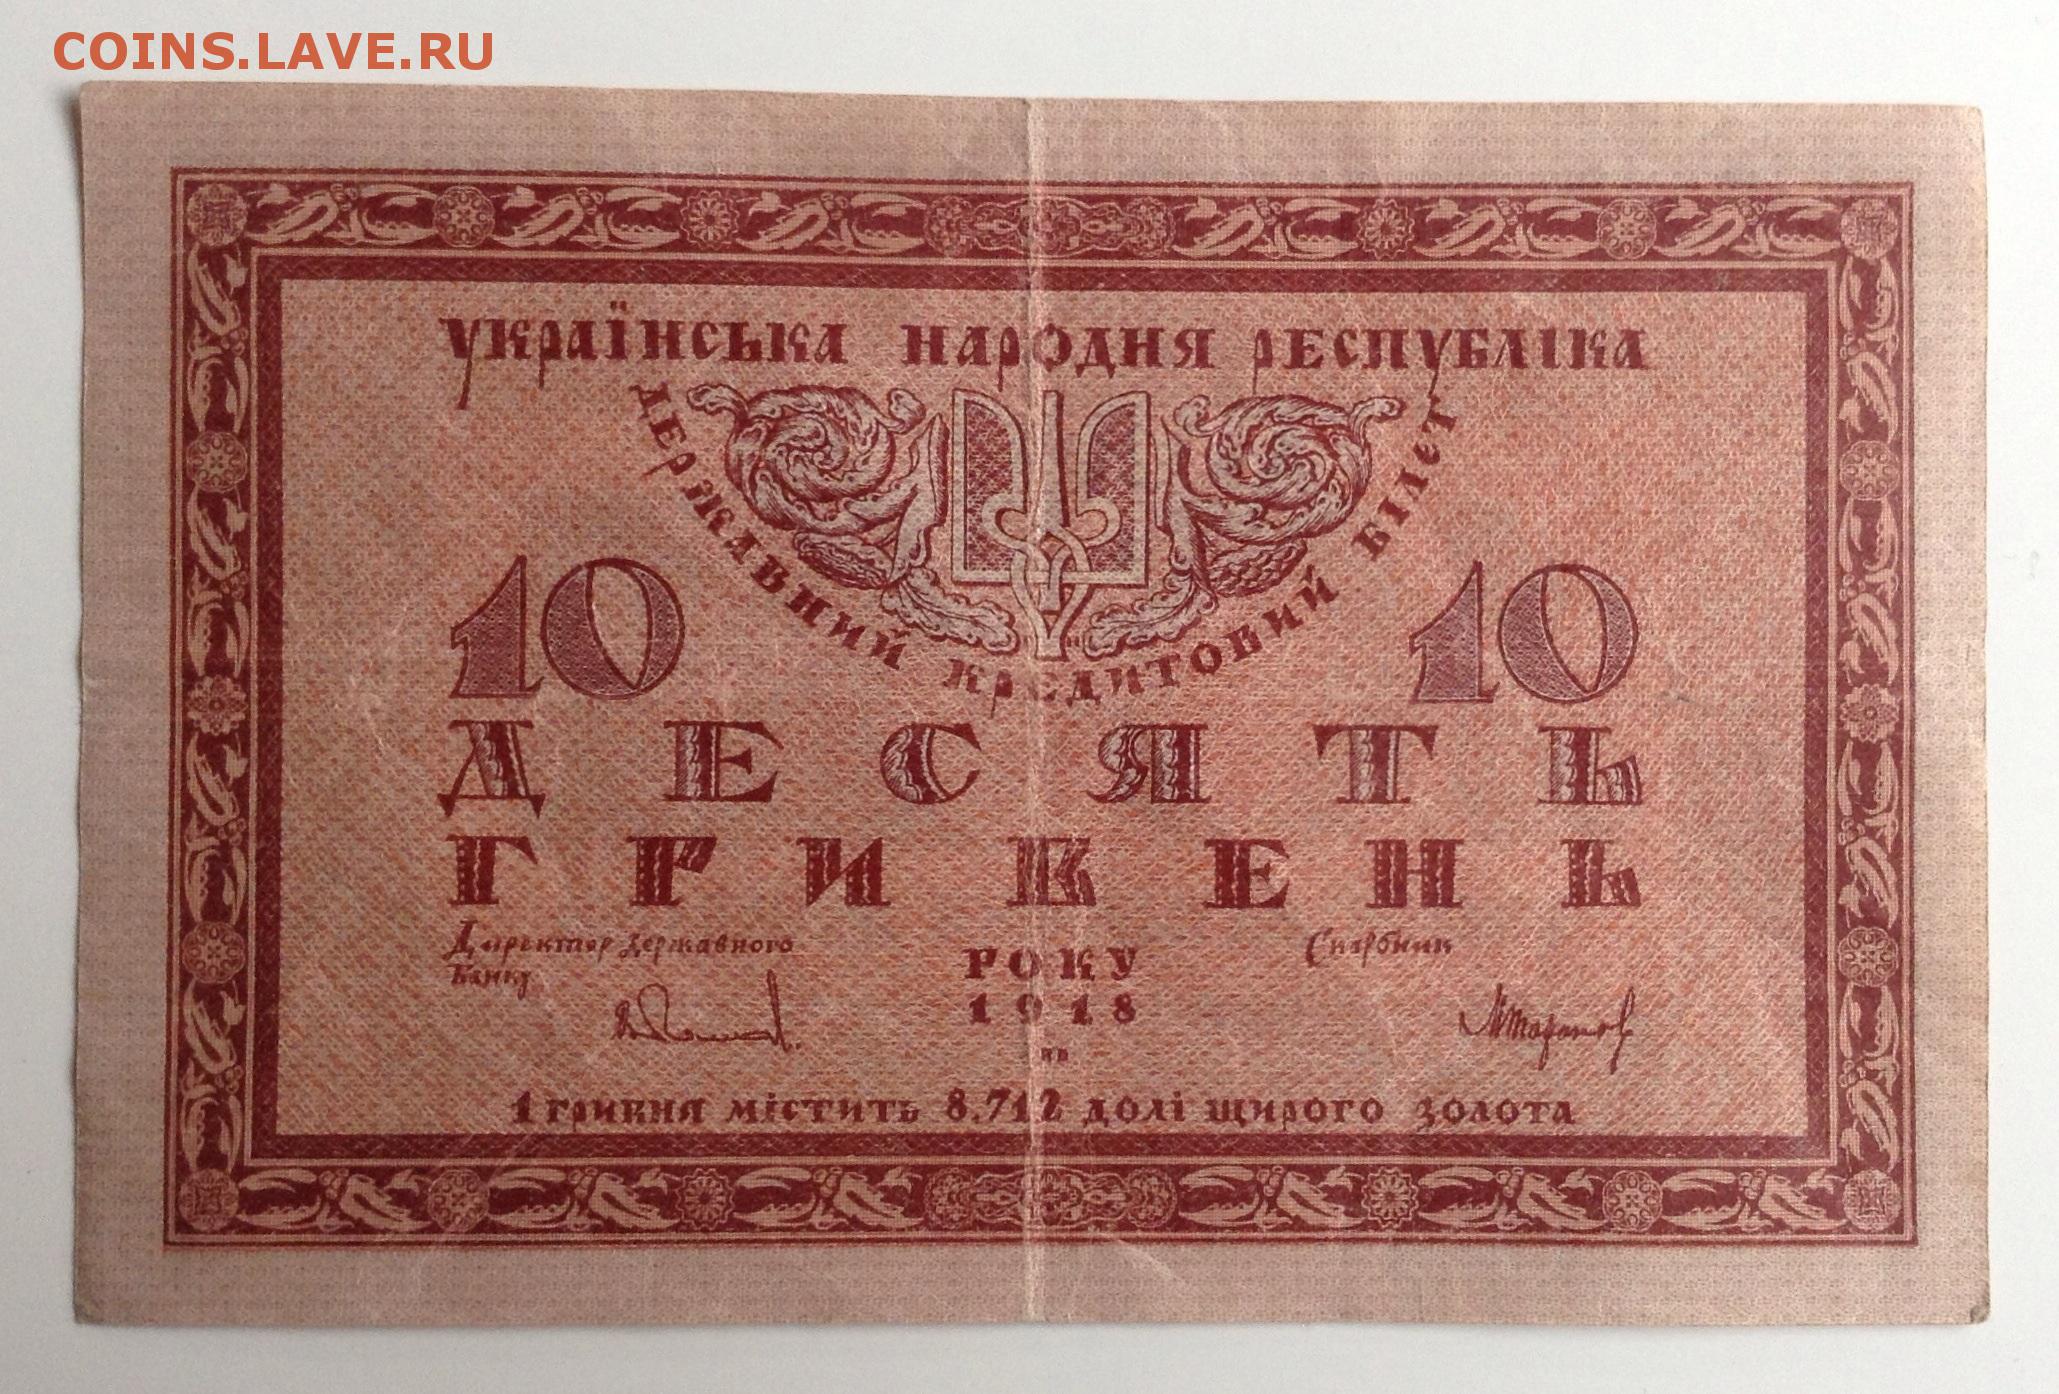 COINS.LAVE.RU
УКРАЇНСЬКА НАРОДНЯ РЕСПУБЛІКА
ДЕРЖАВНИЙ КРЕДИТОВИЙ БІЛЕТ
10 10
ДЕСЯТЬ
ГРИВЕНЬ
Директор державного
Банку
Скарбник
РОКУ
1918
1 ГРИВНЯ МІСТИТЬ 8.712 ДОЛІ ЩИРОГО ЗОЛОТА